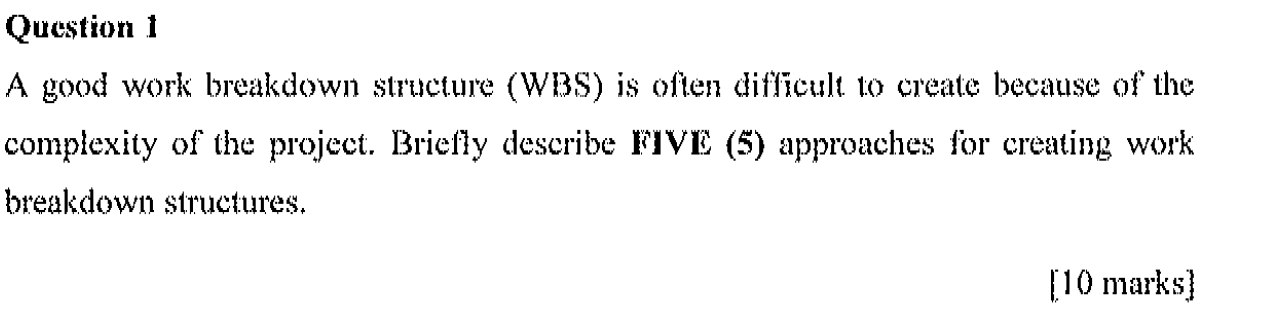 Question 1
A good work breakdown structure (WBS) is often difficult to create because of the
complexity of the project. Briefly describe FIVE (5) approaches for creating work
breakdown structures.
[10 marks]